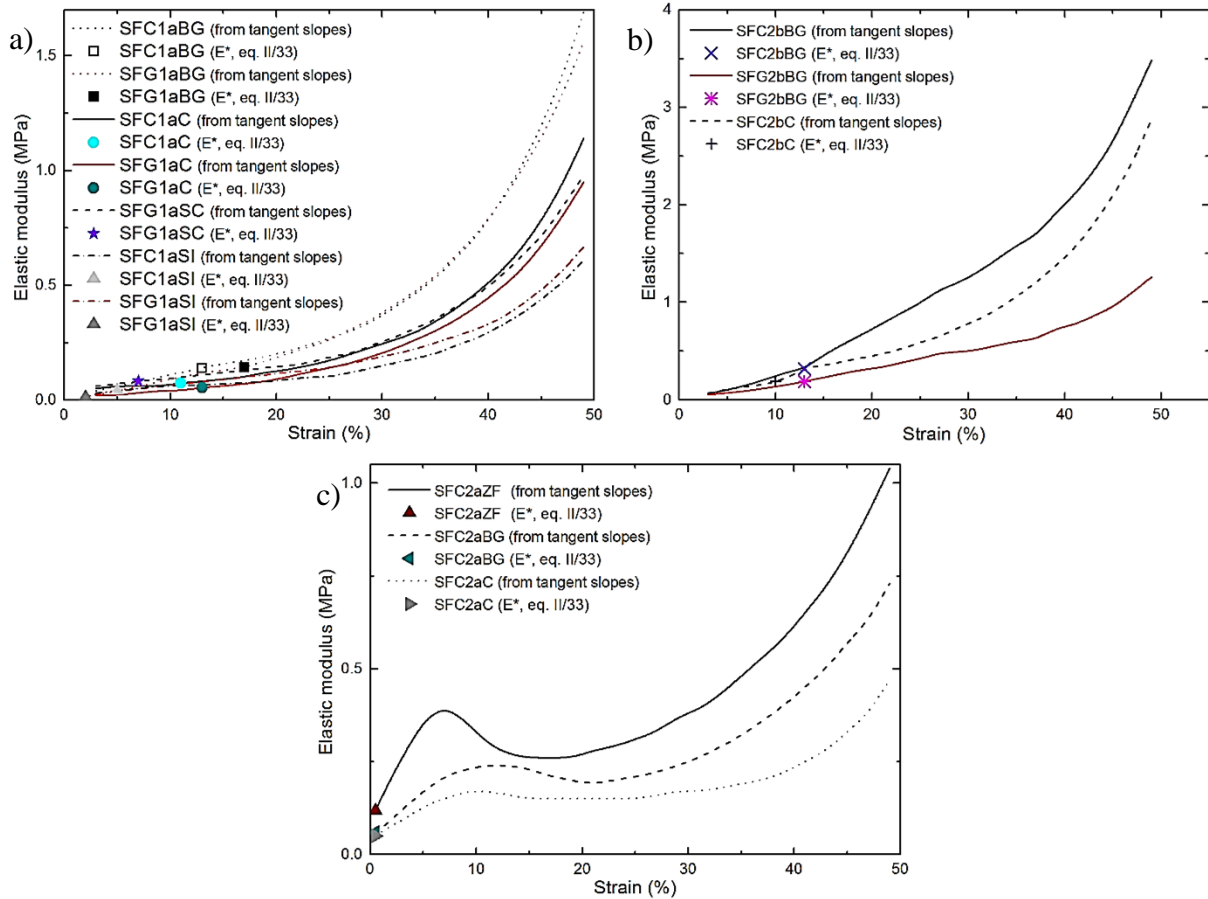 a)
SFC1aBG (from tangent slopes)
SFC1aBG (E*, eq. II/33)
SFG1aBG (from tangent slopes)
SFG1aBG (E*, eq. II/33)
SFC1aC (from tangent slopes)
SFC1aC (E*, eq. II/33)
SFG1aC (from tangent slopes)
SFG1aC (E*, eq. II/33)
SFG1aSC (from tangent slopes)
SFG1aSC (E*, eq. II/33)
SFC1aSI (from tangent slopes)
SFC1aSI (E*, eq. II/33)
SFG1aSI (from tangent slopes)
SFG1aSI (E*, eq. II/33)
Elastic modulus (MPa)
1.5
1.0
0.5
0.0
0 10 20 30 40 50
Strain (%)
b)
SFC2bBG (from tangent slopes)
SFC2bBG (E*, eq. II/33)
SFG2bBG (from tangent slopes)
SFG2bBG (E*, eq. II/33)
SFC2bC (from tangent slopes)
SFC2bC (E*, eq. II/33)
Elastic modulus (MPa)
4
3
2
1
0
0 10 20 30 40 50
Strain (%)
c)
SFC2aZF (from tangent slopes)
SFC2aZF (E*, eq. II/33)
SFC2aBG (from tangent slopes)
SFC2aBG (E*, eq. II/33)
SFC2aC (from tangent slopes)
SFC2aC (E*, eq. II/33)
Elastic modulus (MPa)
1.0
0.5
0.0
0 10 20 30 40 50
Strain (%)